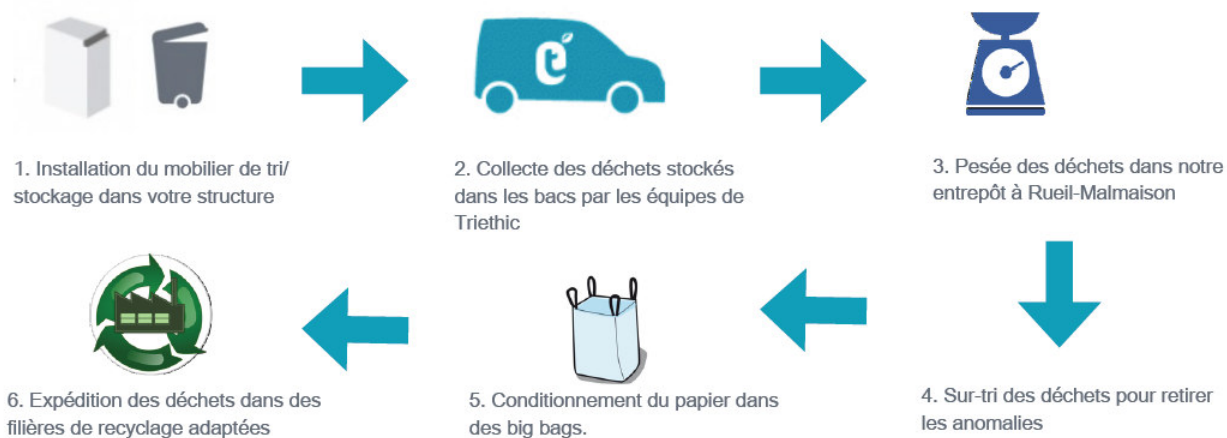 1. Installation du mobilier de tri/
stockage dans votre structure
2. Collecte des déchets stockés
dans les bacs par les équipes de
Triethic
3. Pesée des déchets dans notre
entrepôt à Rueil-Malmaison
4. Sur-tri des déchets pour retirer
les anomalies
5. Conditionnement du papier dans
des big bags.
6. Expédition des déchets dans des
filières de recyclage adaptées